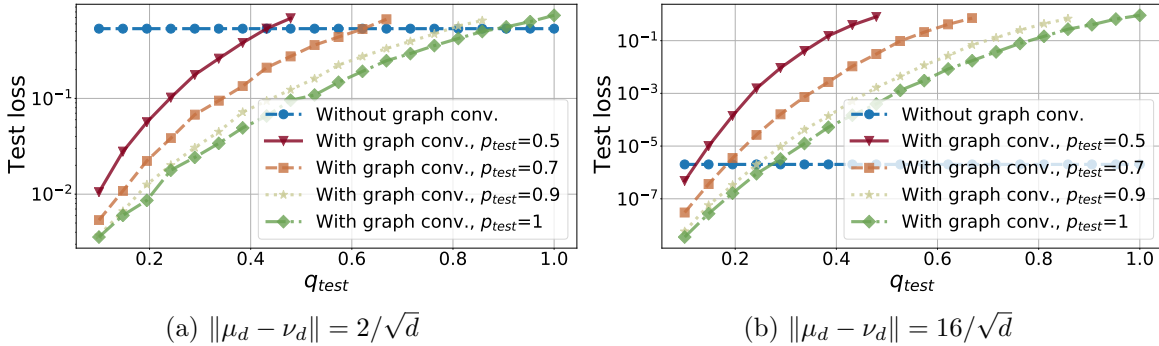 Test loss
10⁻¹
10⁻²
Without graph conv.
With graph conv., p_test=0.5
With graph conv., p_test=0.7
With graph conv., p_test=0.9
With graph conv., p_test=1
0.2 0.4 0.6 0.8 1.0
q_test
(a) ‖μ_d − ν_d‖ = 2/√d
Test loss
10⁻¹
10⁻³
10⁻⁵
10⁻⁷
Without graph conv.
With graph conv., p_test=0.5
With graph conv., p_test=0.7
With graph conv., p_test=0.9
With graph conv., p_test=1
0.2 0.4 0.6 0.8 1.0
q_test
(b) ‖μ_d − ν_d‖ = 16/√d